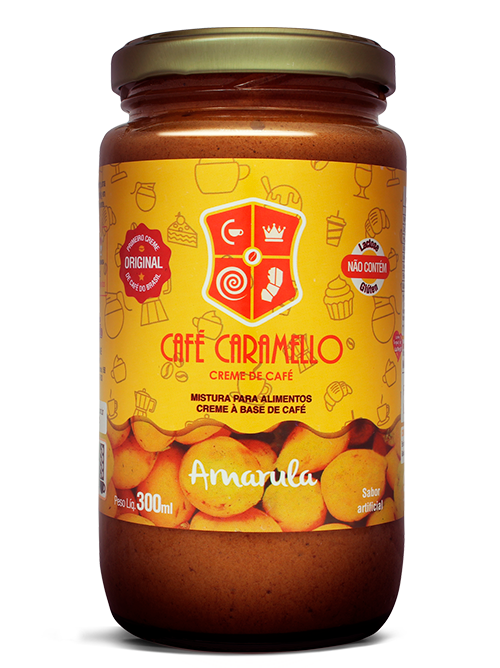 PRIMEIRO CREME
ORIGINAL
DE CAFÉ DO BRASIL
Lactose
NÃO CONTÉM
Glúten
CAFÉ CARAMELLO
CREME DE CAFÉ
MISTURA PARA ALIMENTOS
CREME À BASE DE CAFÉ
Amarula
Peso Líq. 300ml
Sabor
artificial